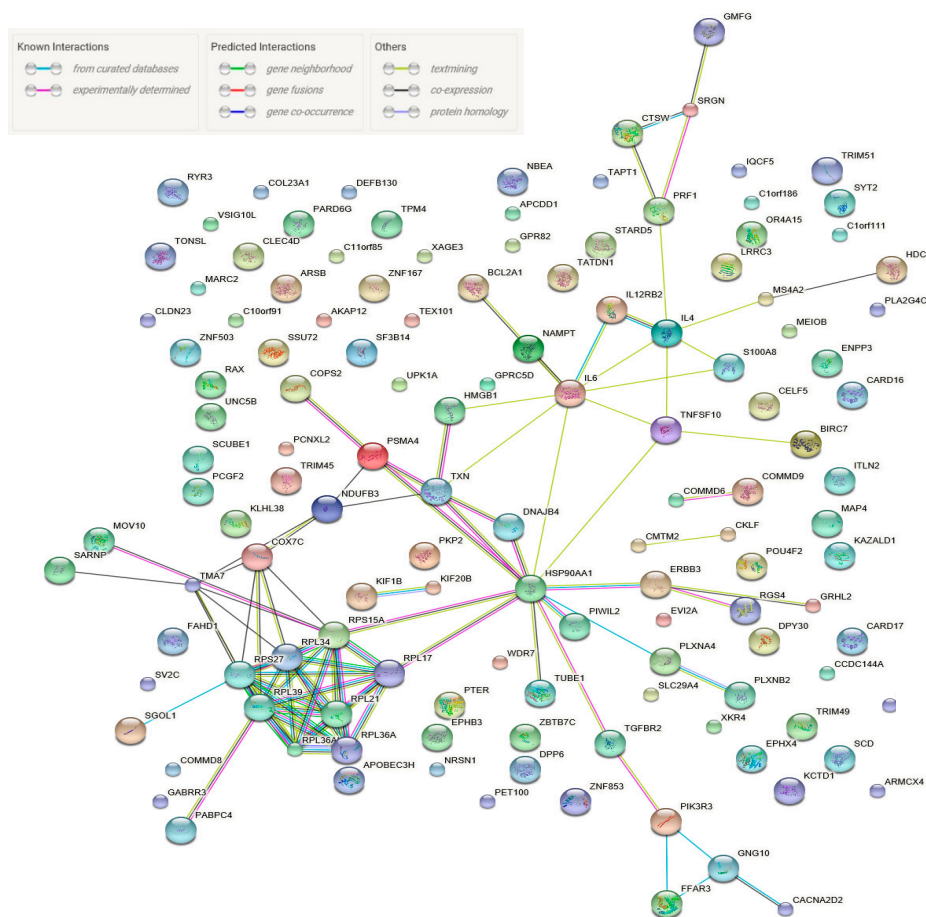 Known Interactions
from curated databases
experimentally determined
Predicted Interactions
gene neighborhood
gene fusions
gene co-occurrence
Others
textmining
co-expression
protein homology
GMFG
SRGN
CTSW
PRF1
NBEA
TAPT1
IQCF5
TRIM51
RYR3
COL23A1
DEFB130
C1orf186
SYT2
VSIG10L
PARD6G
TPM4
APCDD1
GPR82
STARD5
OR4A15
C1orf111
TONSL
CLEC4D
C11orf85
XAGE3
TATDN1
LRRC3
HDC
MARC2
ARSB
ZNF167
BCL2A1
IL12RB2
IL4
MS4A2
PLA2G4C
CLDN23
C10orf91
AKAP12
TEX101
NAMPT
MEIOB
ZNF503
SSU72
SF3B14
S100A8
ENPP3
RAX
COPS2
UPK1A
GPRC5D
IL6
CARD16
UNC5B
HMGB1
CELF5
TNFSF10
BIRC7
SCUBE1
PCNXL2
PSMA4
TXN
COMMD9
ITLN2
PCGF2
TRIM45
NDUFB3
COMMD6
KLHL38
DNAJB4
MAP4
MOV10
COX7C
CMTM2
CKLF
KAZALD1
SARNP
PKP2
POU4F2
TMA7
HSP90AA1
ERBB3
KIF1B
KIF20B
RGS4
GRHL2
FAHD1
RPS15A
PIWIL2
EVI2A
DPY30
CARD17
RPL34
RPS27
RPL17
WDR7
PLXNA4
CCDC144A
SV2C
RPL39
RPL21
PTER
TUBE1
SLC29A4
PLXNB2
SGOL1
EPHB3
ZBTB7C
XKR4
TRIM49
RPL36A
RPL36AL
TGFBR2
COMMD8
APOBEC3H
NRSN1
DPP6
EPHX4
SCD
GABRR3
PET100
ZNF853
KCTD1
ARMCX4
PABPC4
PIK3R3
GNG10
FFAR3
CACNA2D2